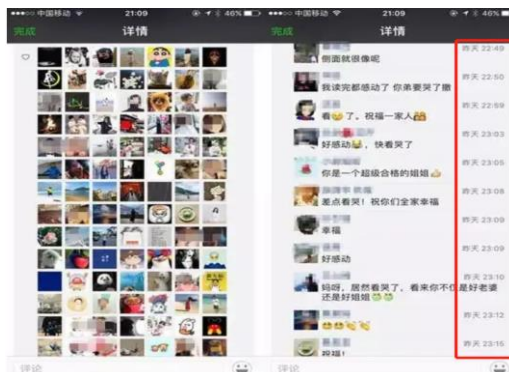 中国移动
21:09
46%
完成
详情
评论
中国移动
21:09
46%
完成
详情
昨天 22:49
侧面就很像呢
昨天 22:50
我读完都感动了 你弟要哭了撒
昨天 22:59
看😂了。祝福一家人
昨天 23:03
好感动😭，快看哭了
昨天 23:05
你是一个超级合格的姐姐👍
昨天 23:08
差点看哭！祝你们全家幸福
昨天 23:09
幸福
昨天 23:09
好感动
昨天 23:10
妈呀，居然看哭了，看来你不仅是好老婆
还是好姐姐
昨天 23:12
昨天 23:15
祝福！
评论